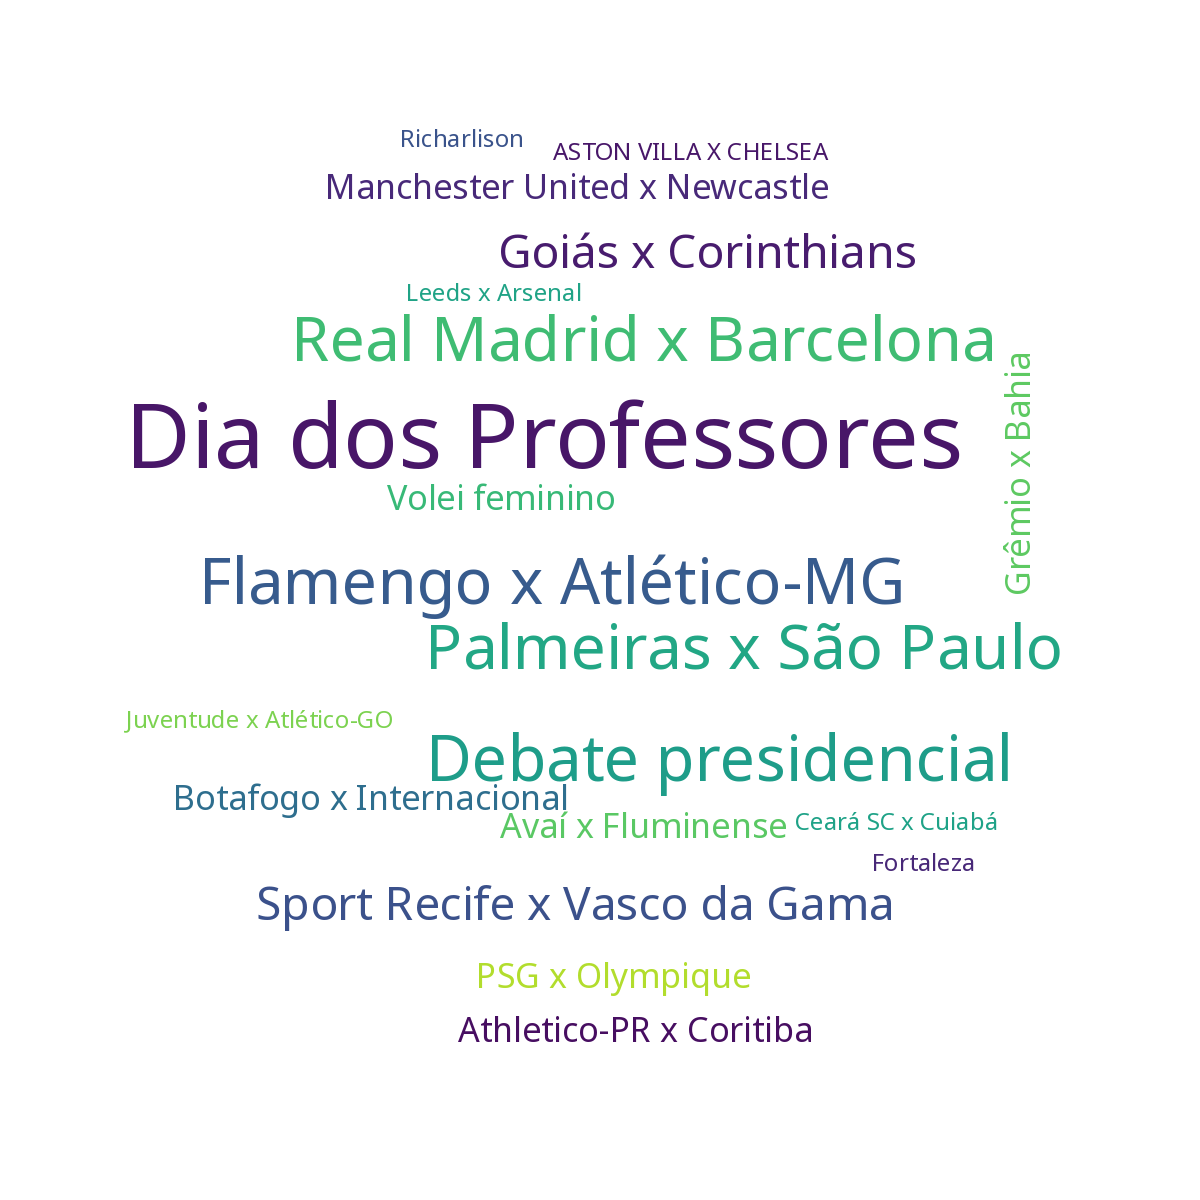 Richarlison
ASTON VILLA X CHELSEA
Manchester United x Newcastle
Goiás x Corinthians
Leeds x Arsenal
Real Madrid x Barcelona
Grêmio x Bahia
Dia dos Professores
Volei feminino
Flamengo x Atlético-MG
Palmeiras x São Paulo
Juventude x Atlético-GO
Debate presidencial
Botafogo x Internacional
Avaí x Fluminense
Ceará SC x Cuiabá
Fortaleza
Sport Recife x Vasco da Gama
PSG x Olympique
Athletico-PR x Coritiba